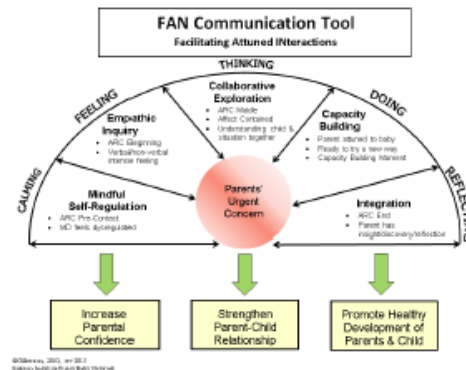 FAN Communication Tool
Facilitating Attuned INteractions
CALMING
FEELING
THINKING
DOING
REFLECTING
Mindful
Self-Regulation
• ARC Pre-Contact
• MD feels dysregulated
Empathic
Inquiry
• ARC Beginning
• Verbal/non-verbal
intense feeling
Collaborative
Exploration
• ARC Middle
• Affect Contained
• Understanding child &
situation together
Capacity
Building
• Parent attuned to baby
• Ready to try a new way
• Capacity Building Moment
Integration
• ARC End
• Parent has
insight/discovery/reflection
Parents'
Urgent
Concern
Increase
Parental
Confidence
Strengthen
Parent-Child
Relationship
Promote Healthy
Development of
Parents & Child